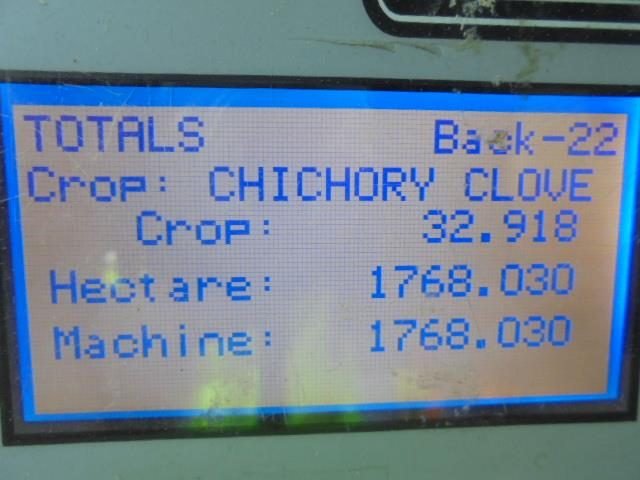 TOTALS Back-22
Crop: CHICHORY CLOVE
Crop: 32.918
Hectare: 1768.030
Machine: 1768.030